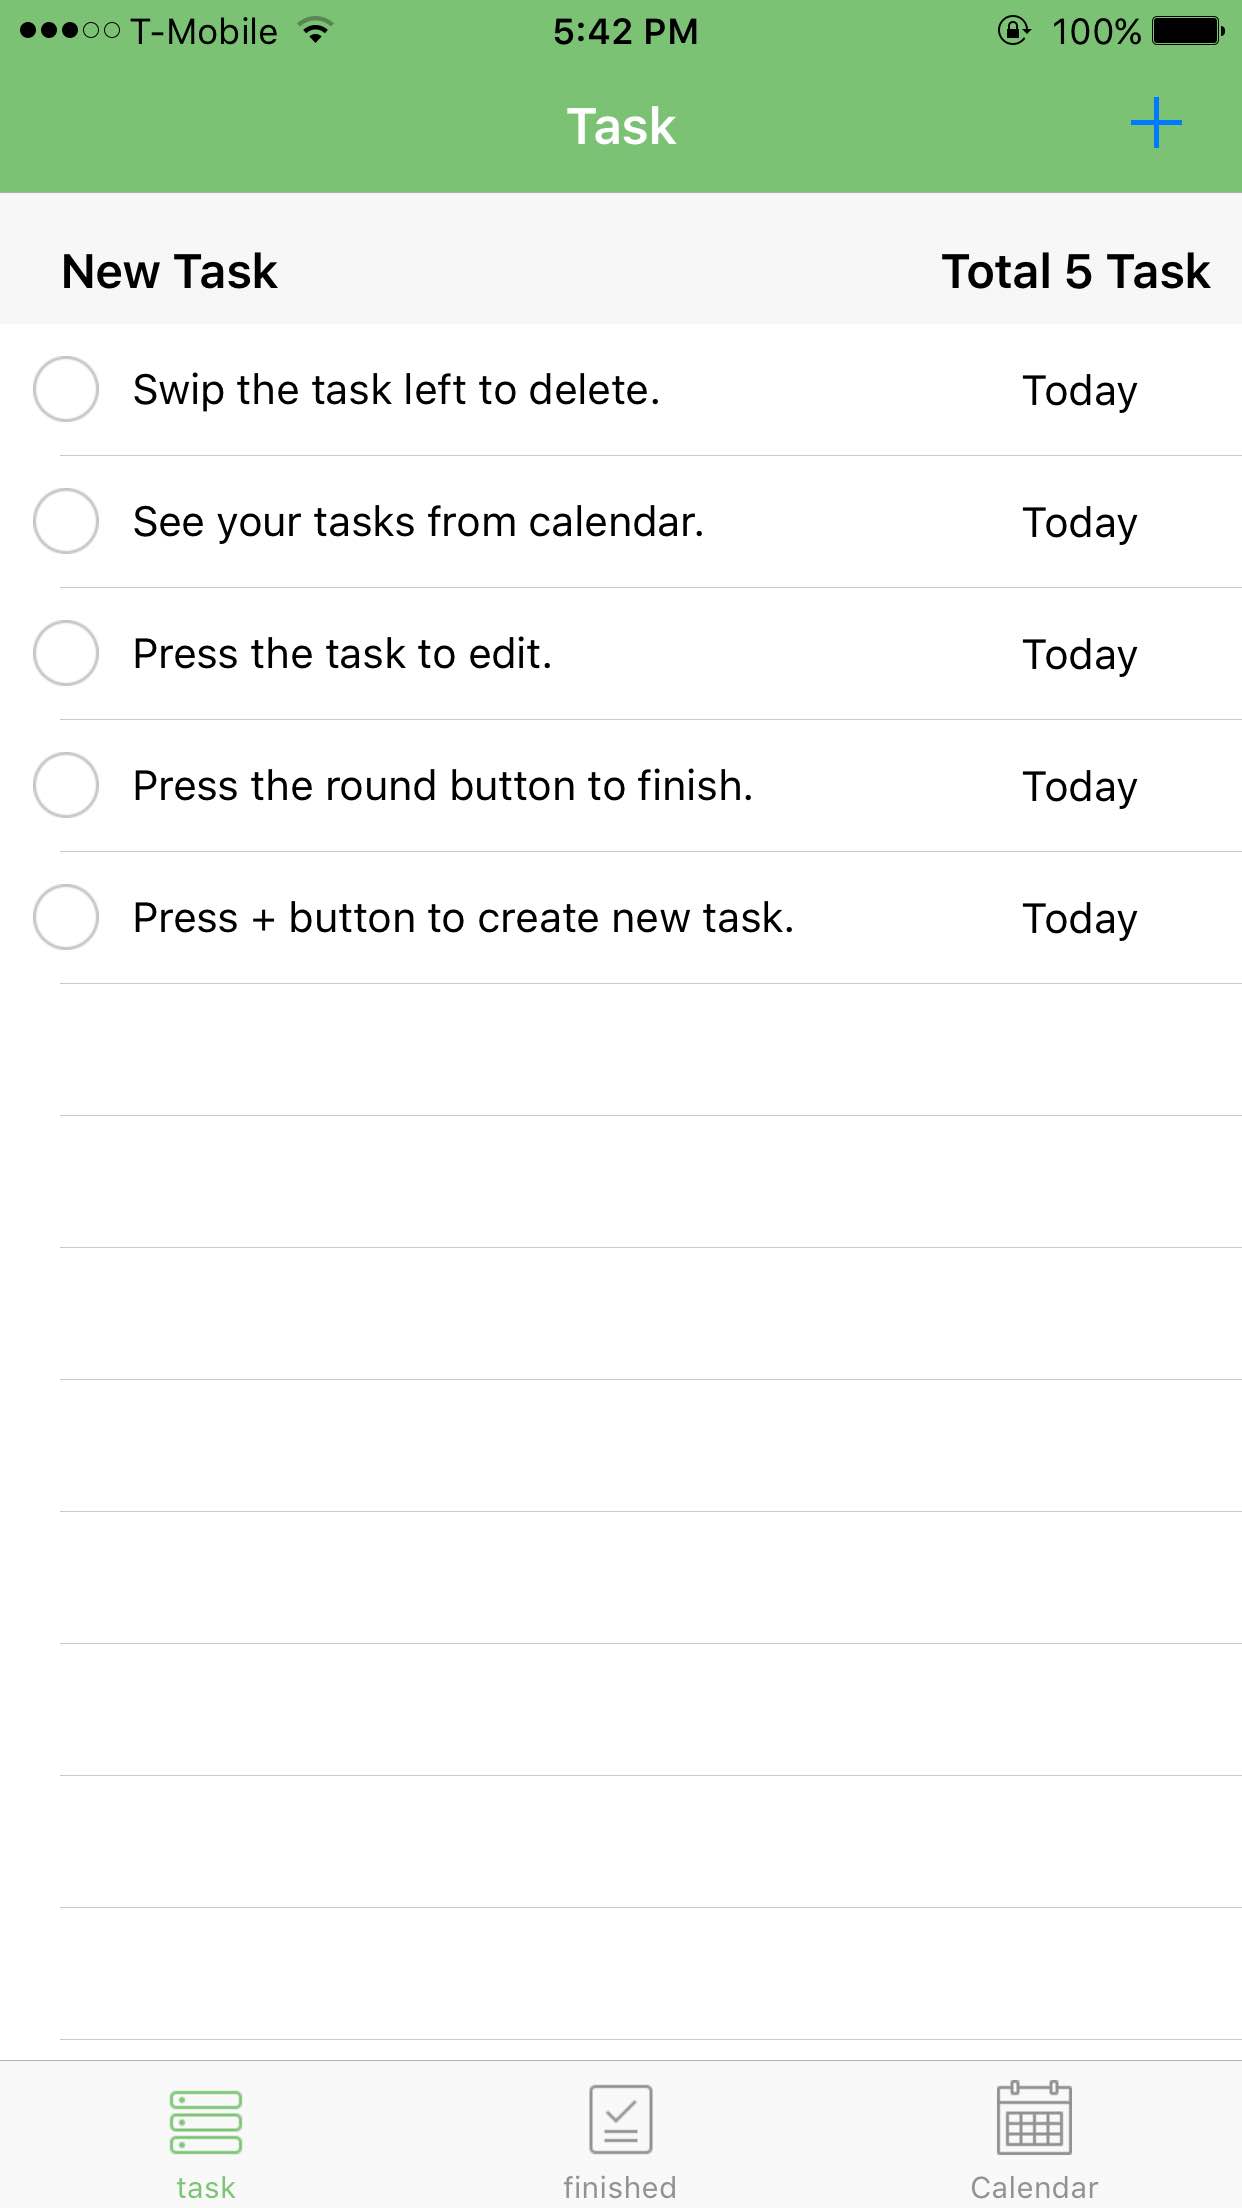 T-Mobile 5:42 PM 100%
Task +
New Task Total 5 Task
Swip the task left to delete. Today
See your tasks from calendar. Today
Press the task to edit. Today
Press the round button to finish. Today
Press + button to create new task. Today
task finished Calendar